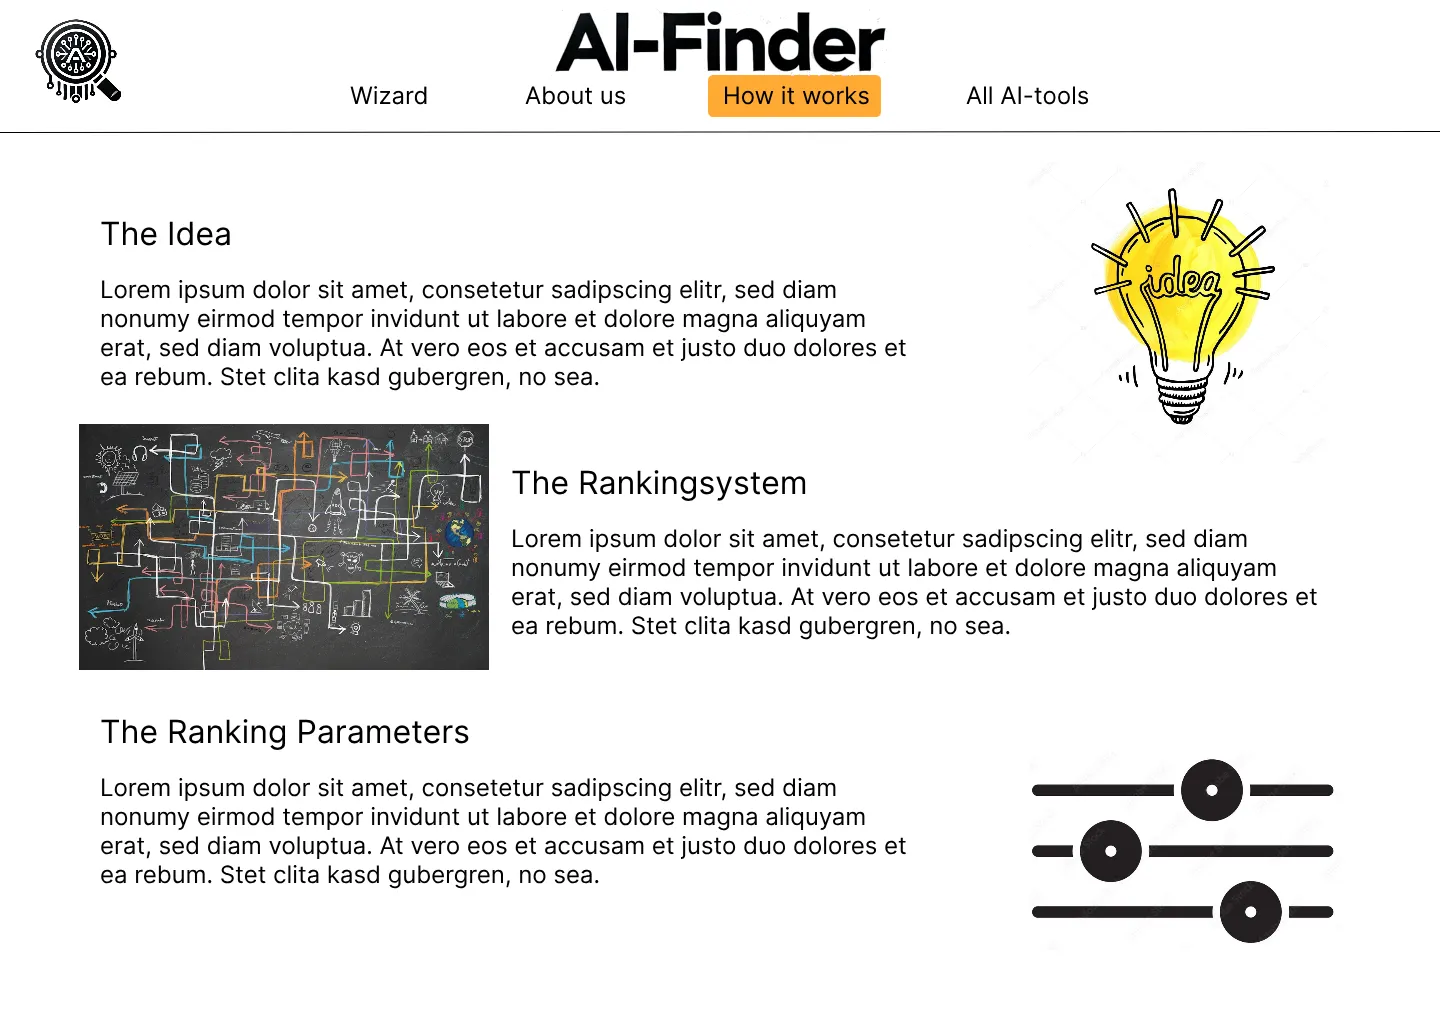 AI-Finder
Wizard
About us
How it works
All AI-tools
The Idea
Lorem ipsum dolor sit amet, consetetur sadipscing elitr, sed diam
nonumy eirmod tempor invidunt ut labore et dolore magna aliquyam
erat, sed diam voluptua. At vero eos et accusam et justo duo dolores et
ea rebum. Stet clita kasd gubergren, no sea.
idea
The Rankingsystem
Lorem ipsum dolor sit amet, consetetur sadipscing elitr, sed diam
nonumy eirmod tempor invidunt ut labore et dolore magna aliquyam
erat, sed diam voluptua. At vero eos et accusam et justo duo dolores et
ea rebum. Stet clita kasd gubergren, no sea.
The Ranking Parameters
Lorem ipsum dolor sit amet, consetetur sadipscing elitr, sed diam
nonumy eirmod tempor invidunt ut labore et dolore magna aliquyam
erat, sed diam voluptua. At vero eos et accusam et justo duo dolores et
ea rebum. Stet clita kasd gubergren, no sea.